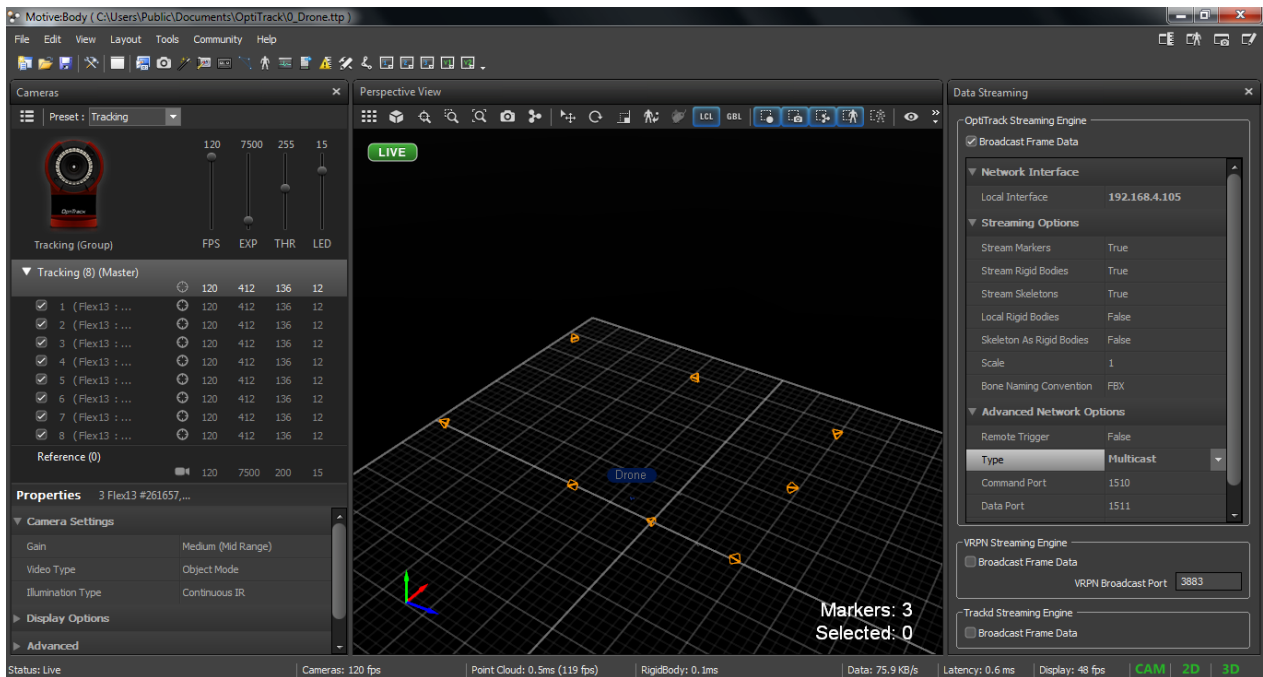 Motive:Body ( C:\Users\Public\Documents\OptiTrack\0_Drone.ttp )
File Edit View Layout Tools Community Help
Cameras
Preset : Tracking
120 7500 255 15
OptiTrack
Tracking (Group) FPS EXP THR LED
Tracking (8) (Master)
120 412 136 12
1 ( Flex13 : ... 120 412 136 12
2 ( Flex13 : ... 120 412 136 12
3 ( Flex13 : ... 120 412 136 12
4 ( Flex13 : ... 120 412 136 12
5 ( Flex13 : ... 120 412 136 12
6 ( Flex13 : ... 120 412 136 12
7 ( Flex13 : ... 120 412 136 12
8 ( Flex13 : ... 120 412 136 12
Reference (0)
120 7500 200 15
Properties 3 Flex13 #261657,...
Camera Settings
Gain Medium (Mid Range)
Video Type Object Mode
Illumination Type Continuous IR
Display Options
Advanced
Perspective View
LCL GBL
LIVE
Drone
Markers: 3
Selected: 0
Data Streaming
OptiTrack Streaming Engine
Broadcast Frame Data
Network Interface
Local Interface 192.168.4.105
Streaming Options
Stream Markers True
Stream Rigid Bodies True
Stream Skeletons True
Local Rigid Bodies False
Skeleton As Rigid Bodies False
Scale 1
Bone Naming Convention FBX
Advanced Network Options
Remote Trigger False
Type Multicast
Command Port 1510
Data Port 1511
VRPN Streaming Engine
Broadcast Frame Data
VRPN Broadcast Port 3883
Trackd Streaming Engine
Broadcast Frame Data
Status: Live Cameras: 120 fps Point Cloud: 0.5ms (119 fps) RigidBody: 0.1ms Data: 75.9 KB/s Latency: 0.6 ms Display: 48 fps CAM 2D 3D